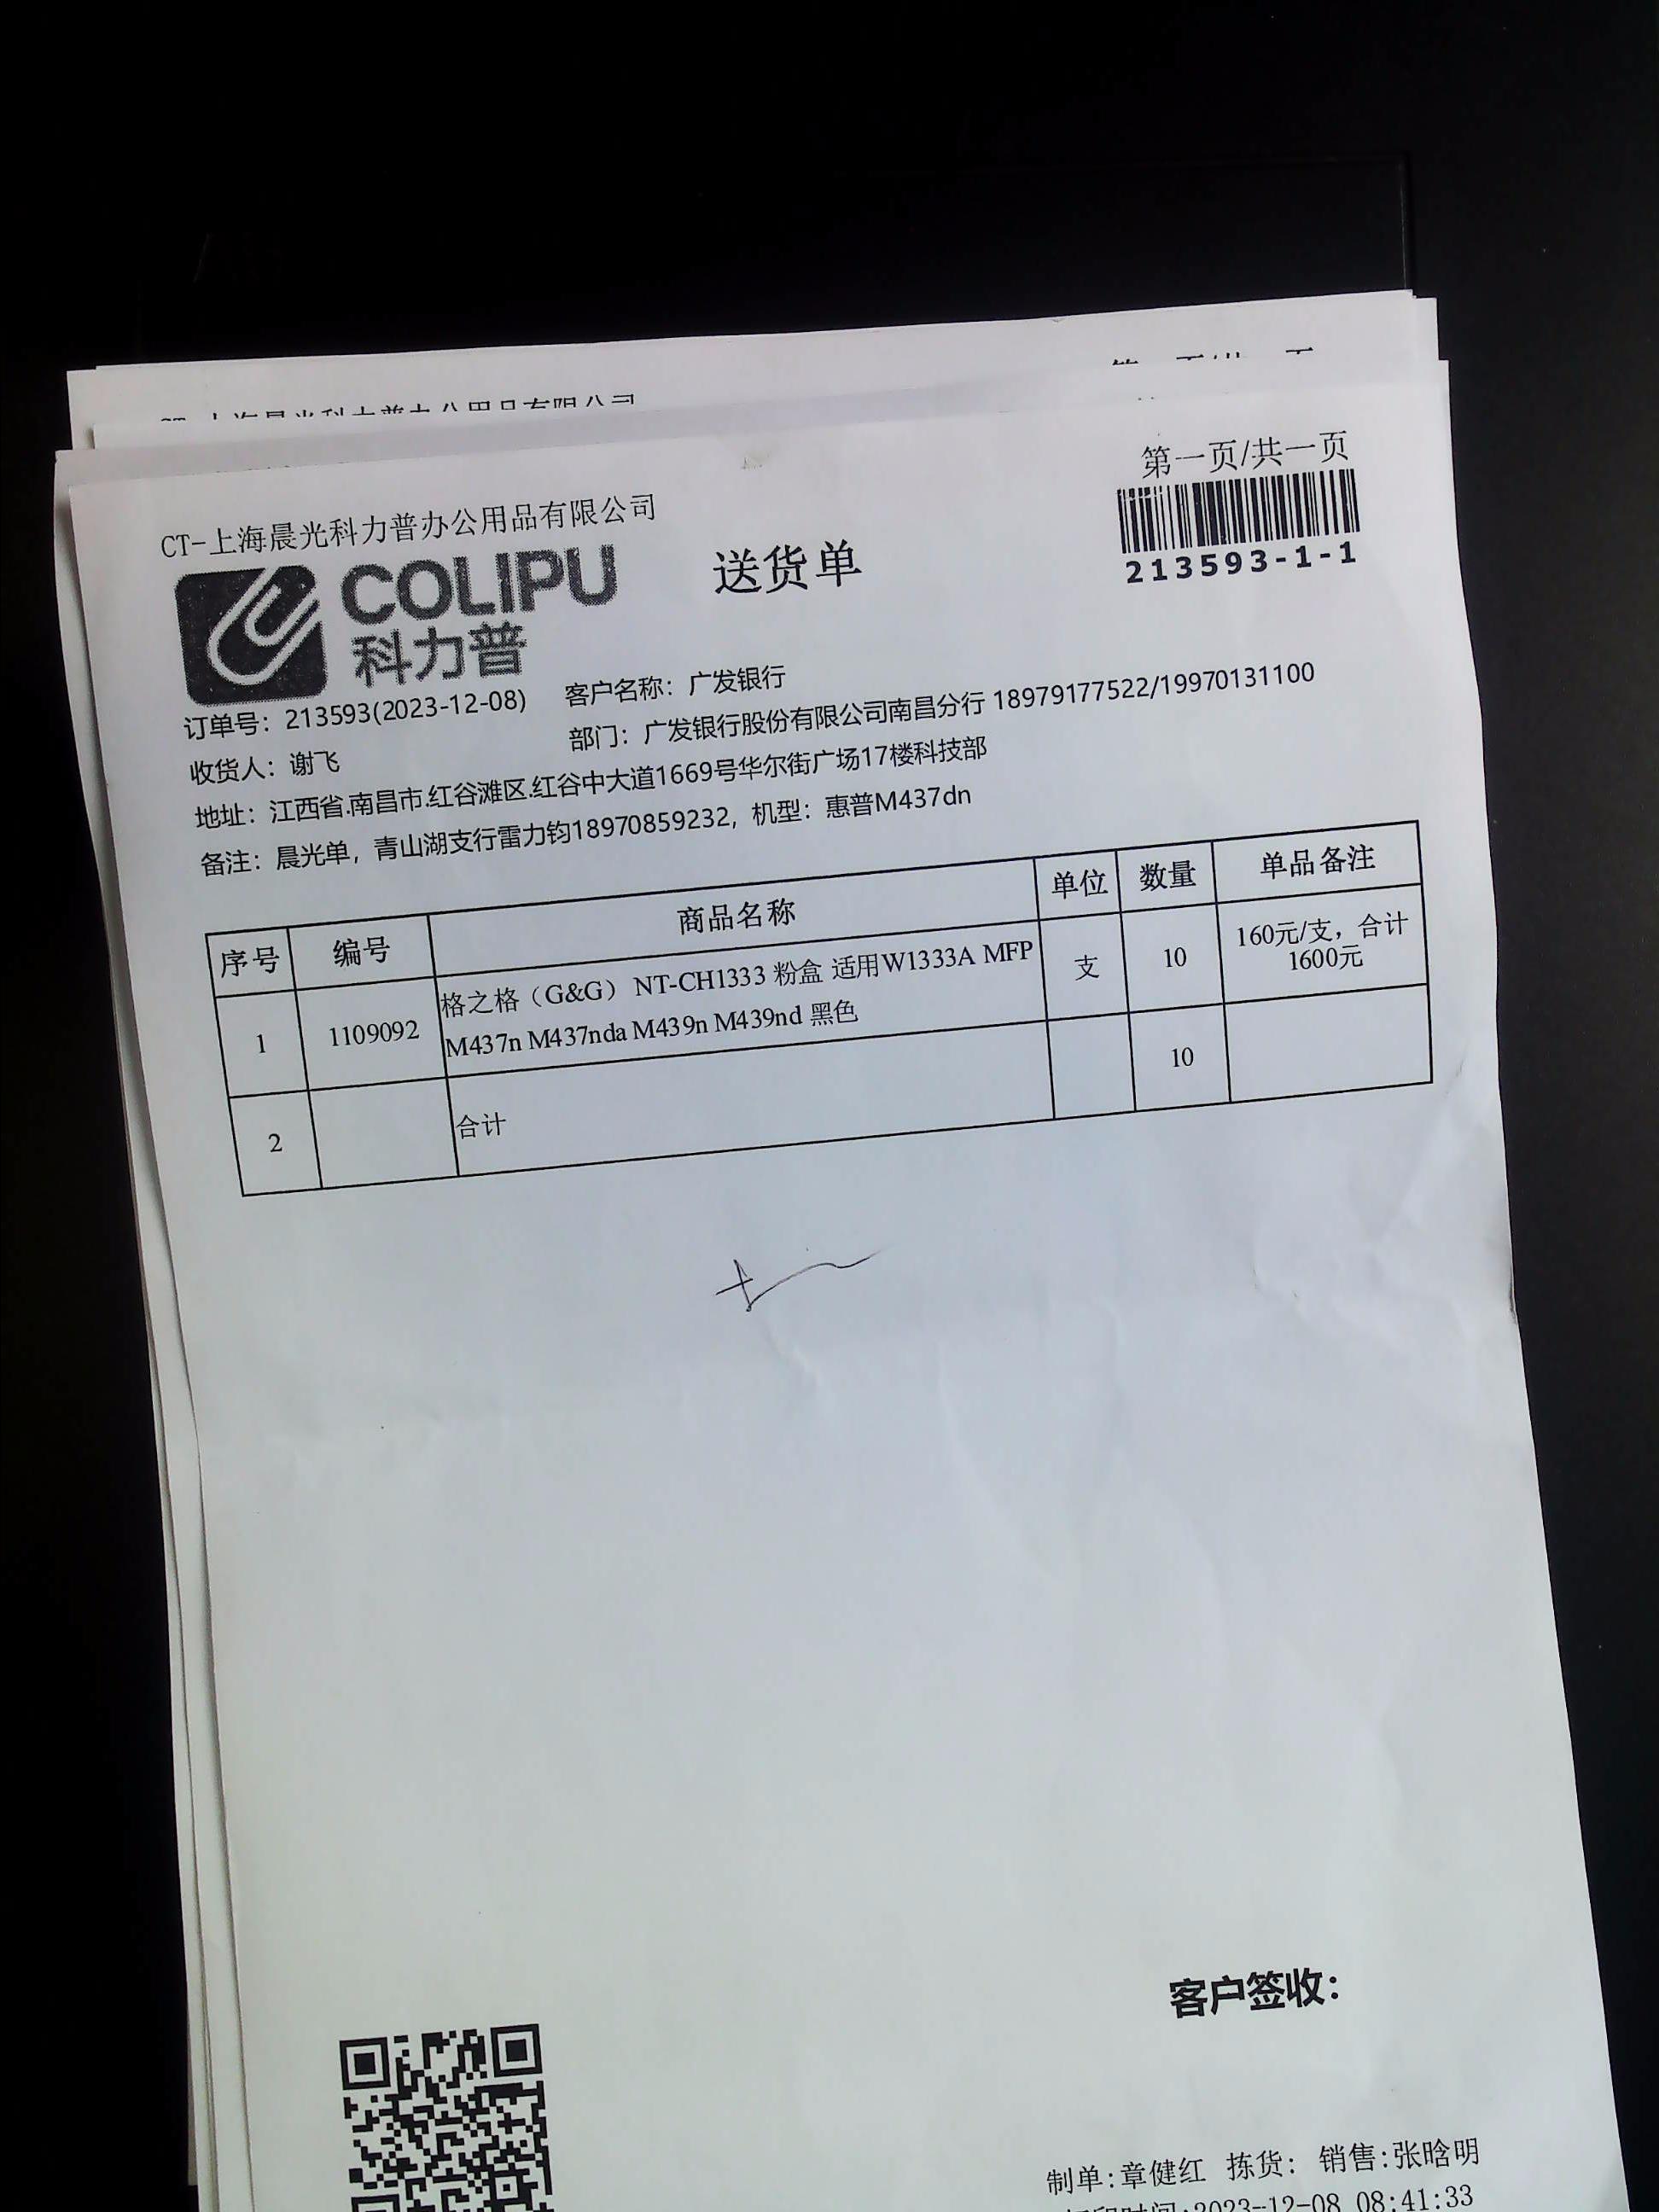 第一页/共一页
CT-上海晨光科力普办公用品有限公司
COLIPU
科力普
送货单
213593-1-1
订单号：213593(2023-12-08) 客户名称：广发银行
收货人：谢飞 部门：广发银行股份有限公司南昌分行 18979177522/19970131100
地址：江西省.南昌市.红谷滩区.红谷中大道1669号华尔街广场17楼科技部
备注：晨光单，青山湖支行雷力钧18970859232, 机型：惠普M437dn
序号 编号 商品名称 单位 数量 单品备注
1 1109092 格之格（G&G） NT-CH1333 粉盒 适用W1333A MFP 支 10 160元/支，合计
M437n M437nda M439n M439nd 黑色 1600元
2 合计 10
客户签收：
制单:章健红 拣货: 销售:张晗明
打印时间:2023-12-08 08:41:33